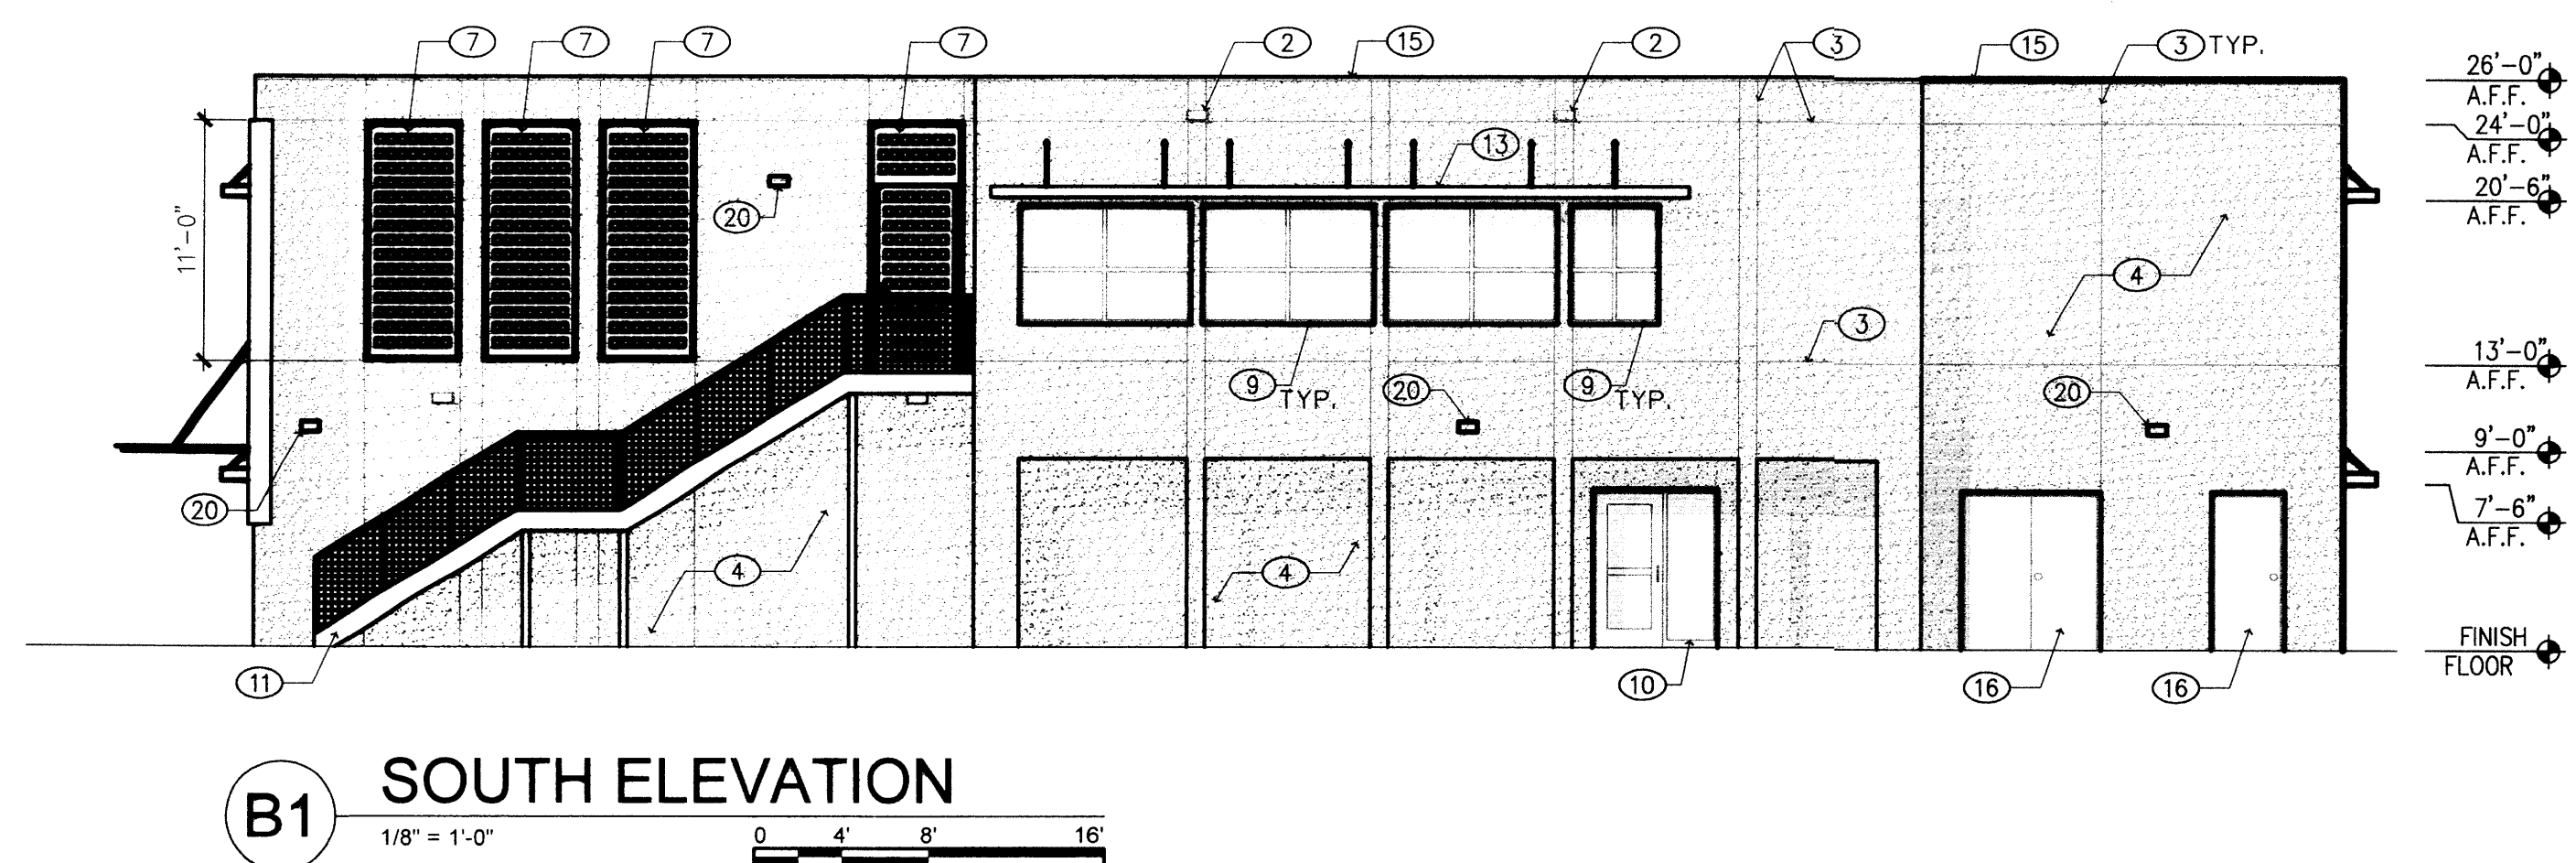 7 7 7 7 2 15 2 3 15 3 TYP.
26'-0"
A.F.F.
24'-0"
A.F.F.
13
20'-6"
A.F.F.
20
11'-0"
4
3
13'-0"
A.F.F.
9 TYP. 20 9 TYP. 20
9'-0"
A.F.F.
20
7'-6"
A.F.F.
4 4
FINISH
FLOOR
11 10 16 16
B1 SOUTH ELEVATION
1/8" = 1'-0"
0 4' 8' 16'